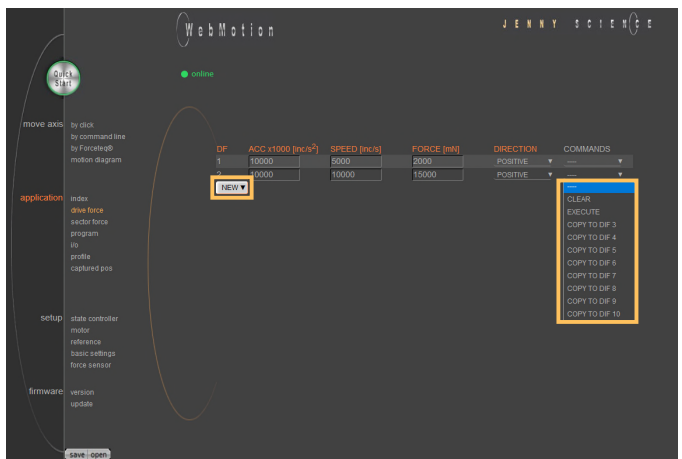 WebMotion
JENNY SCIENCE
Quick
Start
online
move axis
by click
by command line
by Forceteq®
motion diagram
DF ACC x1000 [inc/s²] SPEED [inc/s] FORCE [mN] DIRECTION COMMANDS
1 10000 5000 2000 POSITIVE ▼ — ▼
2 10000 10000 15000 POSITIVE ▼ — ▼
NEW ▼
—
CLEAR
EXECUTE
COPY TO DIF 3
COPY TO DIF 4
COPY TO DIF 5
COPY TO DIF 6
COPY TO DIF 7
COPY TO DIF 8
COPY TO DIF 9
COPY TO DIF 10
application
index
drive force
sector force
program
i/o
profile
captured pos
setup
state controller
motor
reference
basic settings
force sensor
firmware
version
update
save open